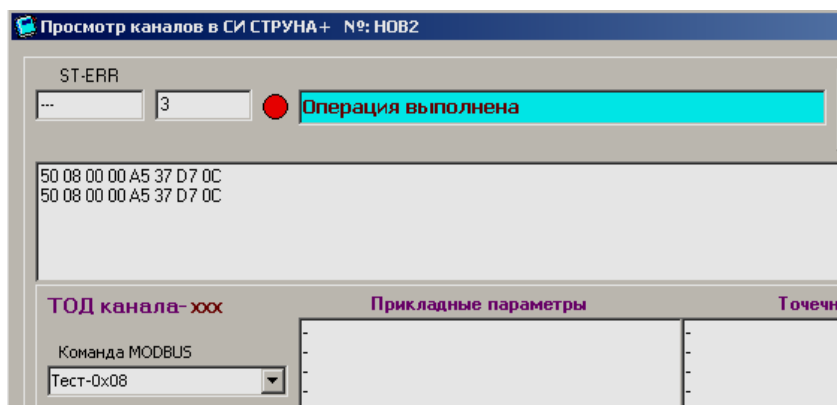 Просмотр каналов в СИ СТРУНА+ №: НОВ2
ST-ERR
---
3
Операция выполнена
50 08 00 00 A5 37 D7 0C
50 08 00 00 A5 37 D7 0C
ТОД канала- xxx
Прикладные параметры
Точечн
Команда MODBUS
Тест-0x08
-
-
-
-
-
-
-
-